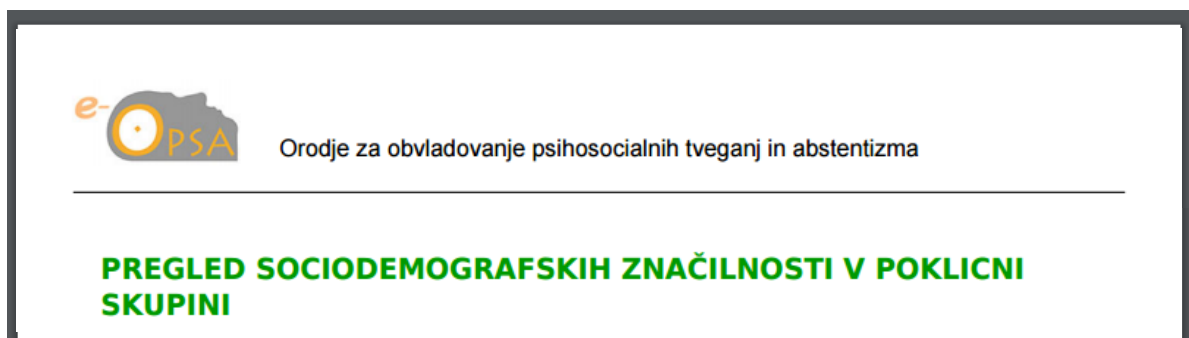 e-OPSA
Orodje za obvladovanje psihosocialnih tveganj in abstentizma
PREGLED SOCIODEMOGRAFSKIH ZNAČILNOSTI V POKLICNI
SKUPINI